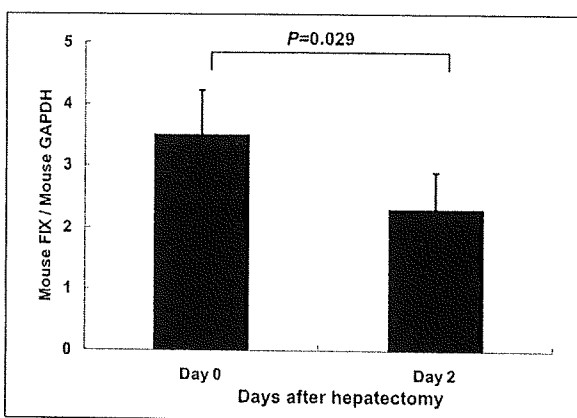 P=0.029
Mouse FIX / Mouse GAPDH
5
4
3
2
1
0
Day 0
Day 2
Days after hepatectomy